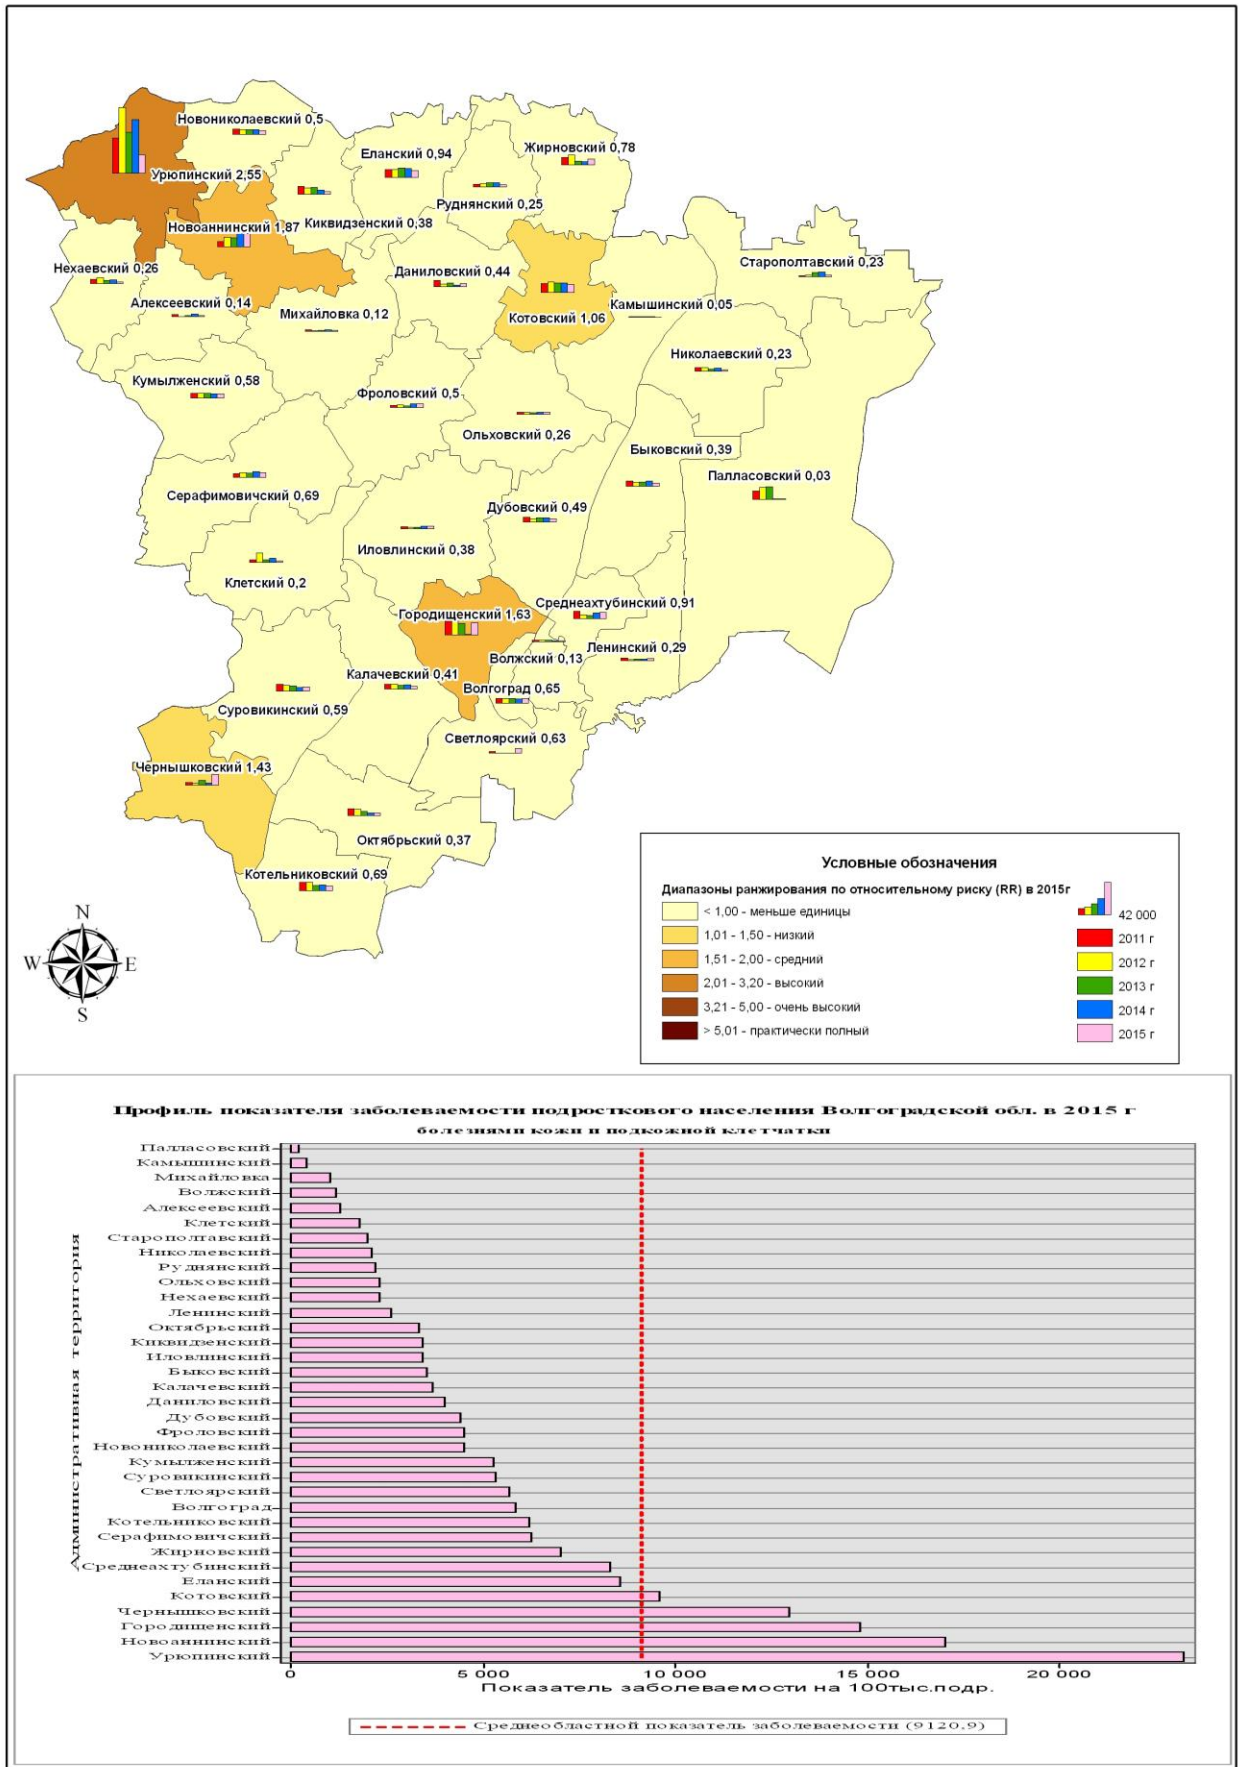 Новониколаевский 0,5
Еланский 0,94
Жирновский 0,78
Урюпинский 2,55
Руднянский 0,25
Киквидзенский 0,38
Новоаннинский 1,87
Нехаевский 0,26
Даниловский 0,44
Старополтавский 0,23
Алексеевский 0,14
Михайловка 0,12
Котовский 1,06
Камышинский 0,05
Николаевский 0,23
Кумылженский 0,58
Фроловский 0,5
Ольховский 0,26
Быковский 0,39
Палласовский 0,03
Серафимовичский 0,69
Дубовский 0,49
Иловлинский 0,38
Клетский 0,2
Среднеахтубинский 0,91
Городищенский 1,63
Волжский 0,13
Ленинский 0,29
Калачевский 0,41
Волгоград 0,65
Суровикинский 0,59
Светлоярский 0,63
Чернышковский 1,43
Октябрьский 0,37
Котельниковский 0,69
N
W
E
S
Условные обозначения
Диапазоны ранжирования по относительному риску (RR) в 2015г
< 1,00 - меньше единицы
1,01 - 1,50 - низкий
1,51 - 2,00 - средний
2,01 - 3,20 - высокий
3,21 - 5,00 - очень высокий
> 5,01 - практически полный
42 000
2011 г
2012 г
2013 г
2014 г
2015 г
Профиль показателя заболеваемости подросткового населения Волгоградской обл. в 2015 г
болезнями кожи и подкожной клетчатки
Административная территория
Палласовский
Камышинский
Михайловка
Волжский
Алексеевский
Клетский
Старополтавский
Николаевский
Руднянский
Ольховский
Нехаевский
Ленинский
Октябрьский
Киквидзенский
Иловлинский
Быковский
Калачевский
Даниловский
Дубовский
Фроловский
Новониколаевский
Кумылженский
Суровикинский
Светлоярский
Волгоград
Котельниковский
Серафимовичский
Жирновский
Среднеахтубинский
Еланский
Котовский
Чернышковский
Городищенский
Новоаннинский
Урюпинский
0 5 000 10 000 15 000 20 000
Показатель заболеваемости на 100тыс.подр.
Среднеобластной показатель заболеваемости (9120,9)